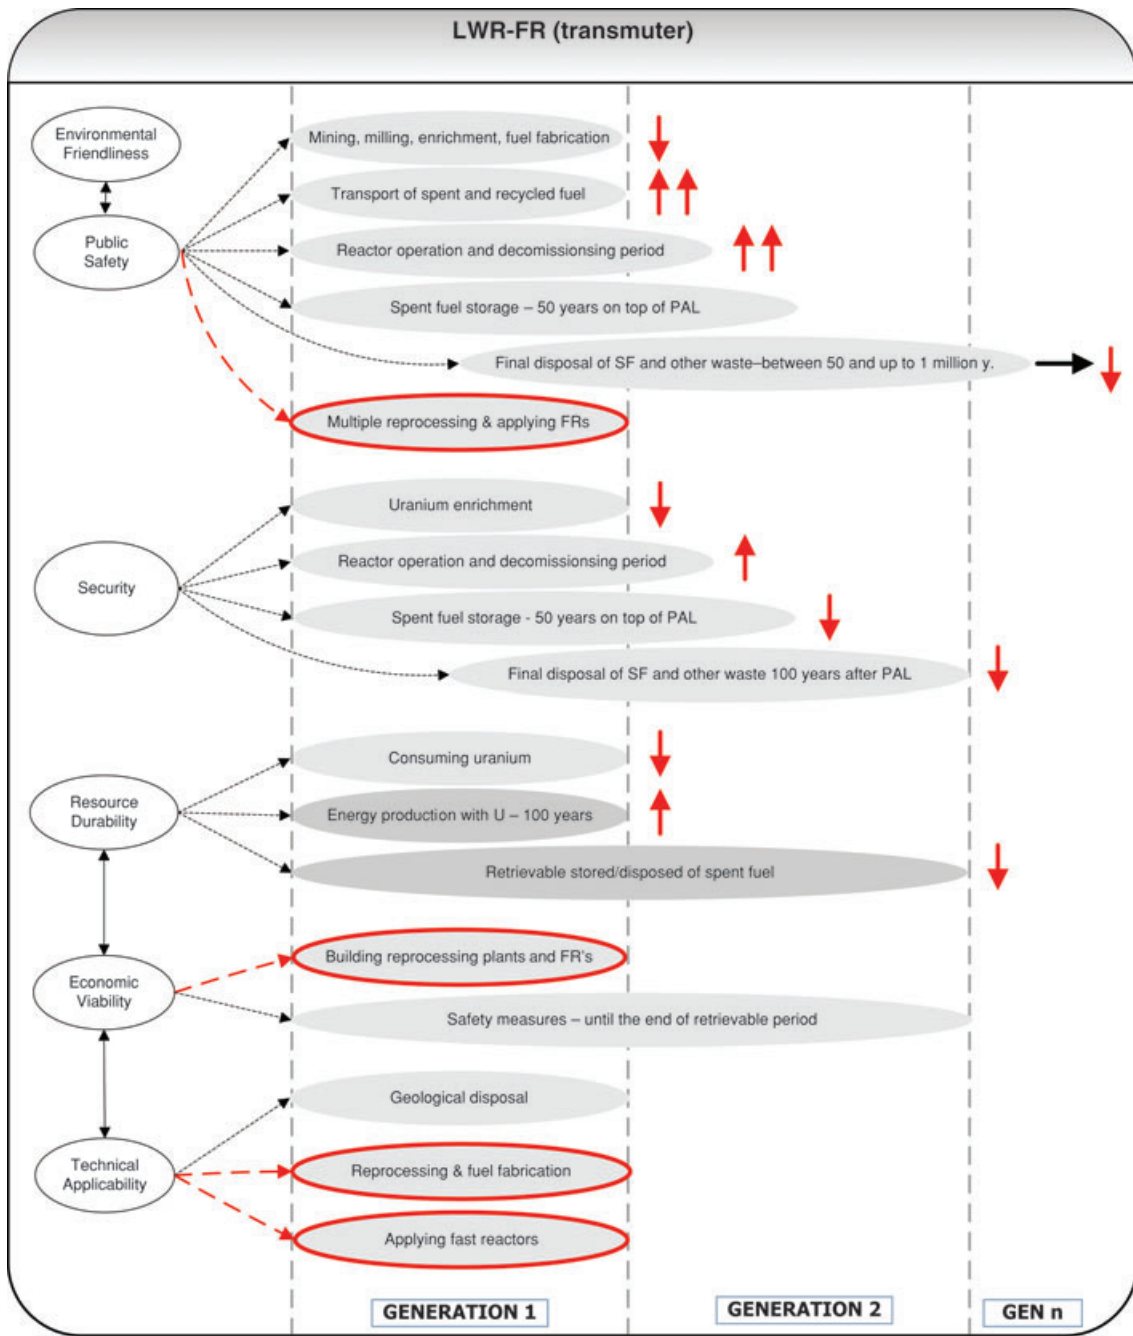 LWR-FR (transmuter)
Environmental
Friendliness
Mining, milling, enrichment, fuel fabrication
Transport of spent and recycled fuel
Public
Safety
Reactor operation and decomissionsing period
Spent fuel storage – 50 years on top of PAL
Final disposal of SF and other waste–between 50 and up to 1 million y.
Multiple reprocessing & applying FRs
Uranium enrichment
Reactor operation and decomissionsing period
Security
Spent fuel storage - 50 years on top of PAL
Final disposal of SF and other waste 100 years after PAL
Consuming uranium
Resource
Durability
Energy production with U – 100 years
Retrievable stored/disposed of spent fuel
Building reprocessing plants and FR's
Economic
Viability
Safety measures – until the end of retrievable period
Geological disposal
Technical
Applicability
Reprocessing & fuel fabrication
Applying fast reactors
GENERATION 1
GENERATION 2
GEN n